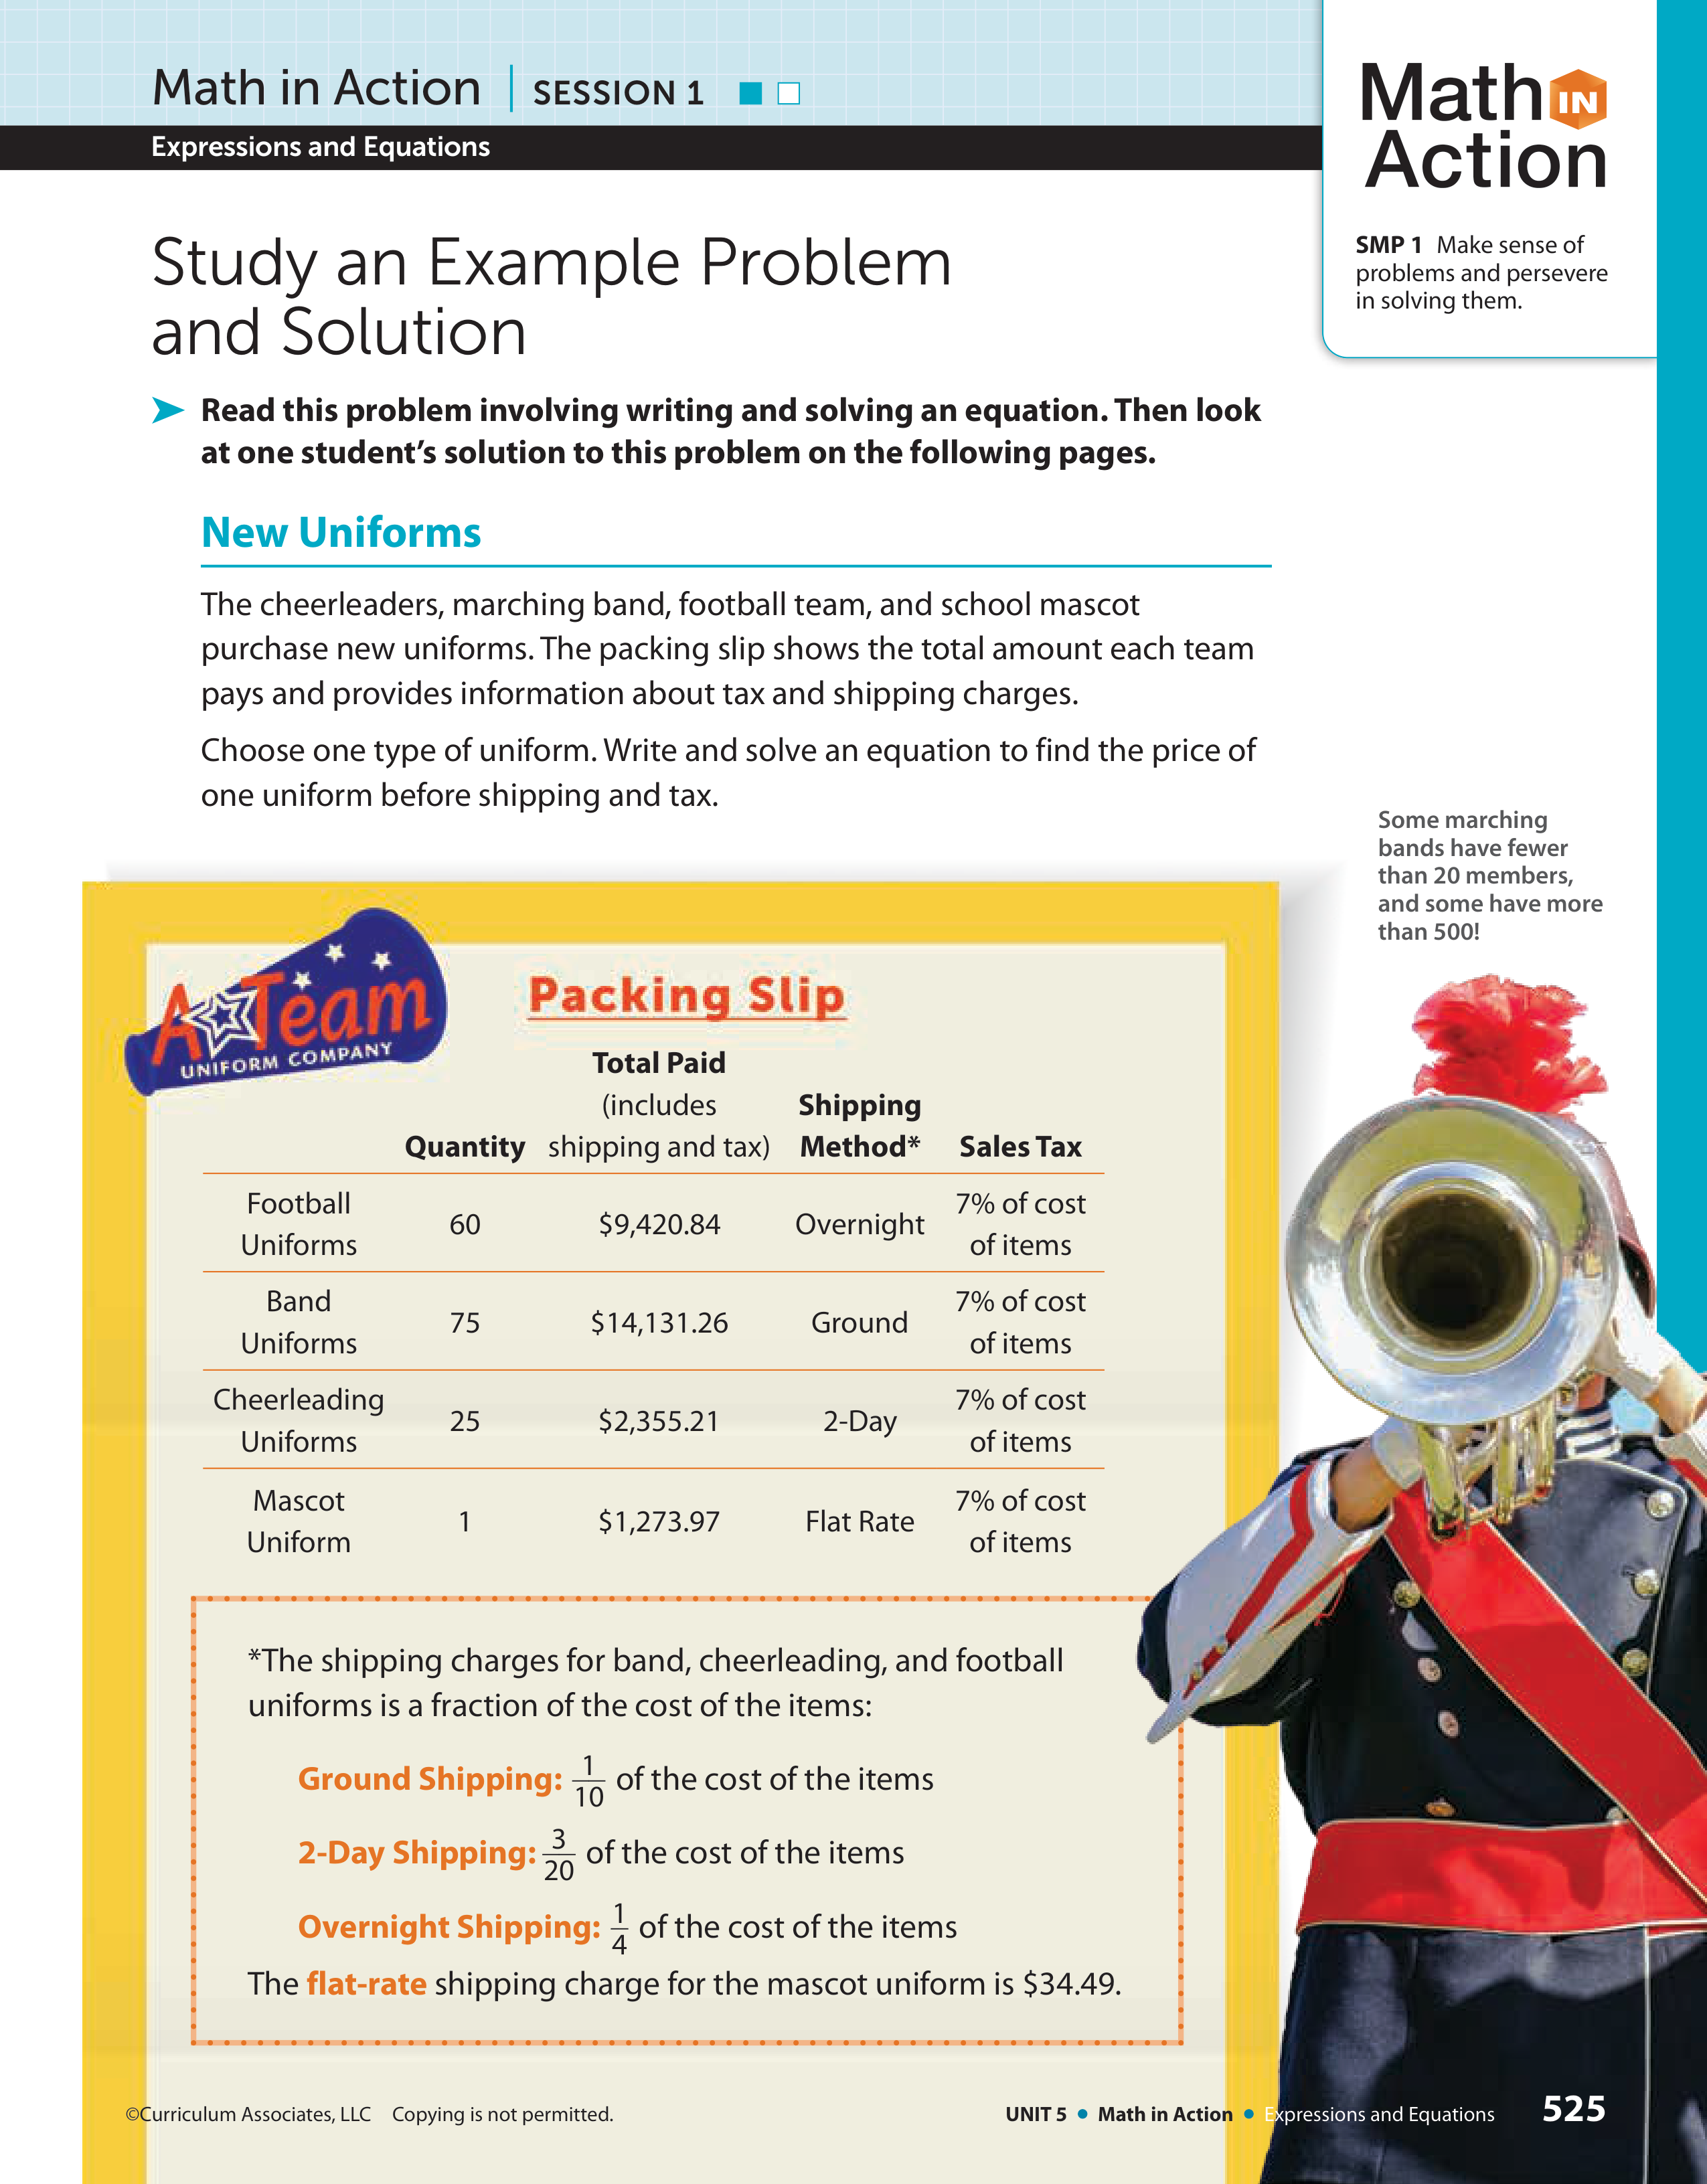 Math in Action | SESSION 1
Expressions and Equations
Math IN
Action
SMP 1 Make sense of
problems and persevere
in solving them.
Study an Example Problem
and Solution
Read this problem involving writing and solving an equation. Then look
at one student's solution to this problem on the following pages.
New Uniforms
The cheerleaders, marching band, football team, and school mascot
purchase new uniforms. The packing slip shows the total amount each team
pays and provides information about tax and shipping charges.
Choose one type of uniform. Write and solve an equation to find the price of
one uniform before shipping and tax.
Some marching
bands have fewer
than 20 members,
and some have more
than 500!
A Team
UNIFORM COMPANY
Packing Slip
Total Paid
(includes Shipping
Quantity shipping and tax) Method* Sales Tax
Football 7% of cost
60 $9,420.84 Overnight
Uniforms of items
Band 7% of cost
75 $14,131.26 Ground
Uniforms of items
Cheerleading 7% of cost
25 $2,355.21 2-Day
Uniforms of items
Mascot 7% of cost
1 $1,273.97 Flat Rate
Uniform of items
*The shipping charges for band, cheerleading, and football
uniforms is a fraction of the cost of the items:
Ground Shipping: 1/10 of the cost of the items
2-Day Shipping: 3/20 of the cost of the items
Overnight Shipping: 1/4 of the cost of the items
The flat-rate shipping charge for the mascot uniform is $34.49.
©Curriculum Associates, LLC Copying is not permitted.
UNIT 5 • Math in Action • Expressions and Equations 525